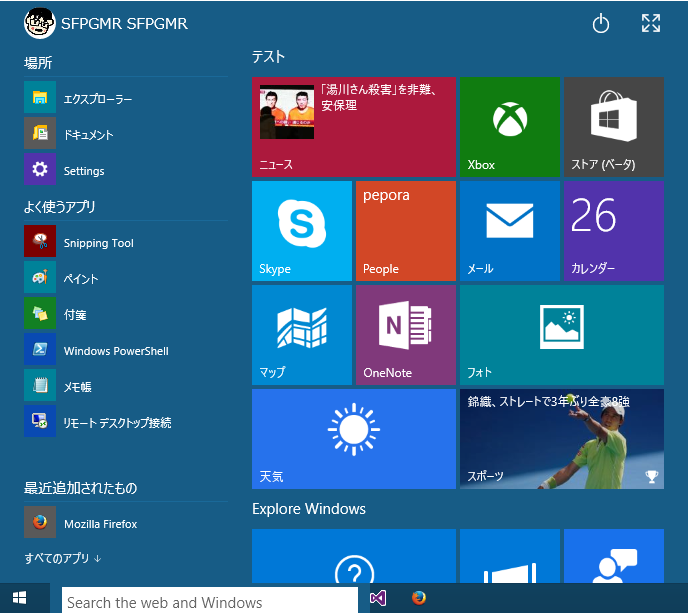 SFPGMR SFPGMR
場所
エクスプローラー
ドキュメント
Settings
よく使うアプリ
Snipping Tool
ペイント
付箋
Windows PowerShell
メモ帳
リモート デスクトップ接続
最近追加されたもの
Mozilla Firefox
すべてのアプリ ↓
テスト
「湯川さん殺害」を非難、
安保理
ニュース
Xbox
ストア (ベータ)
Skype
pepora
People
メール
26
カレンダー
マップ
OneNote
フォト
天気
錦織、ストレートで3年ぶり全豪8強
スポーツ
Explore Windows
Search the web and Windows